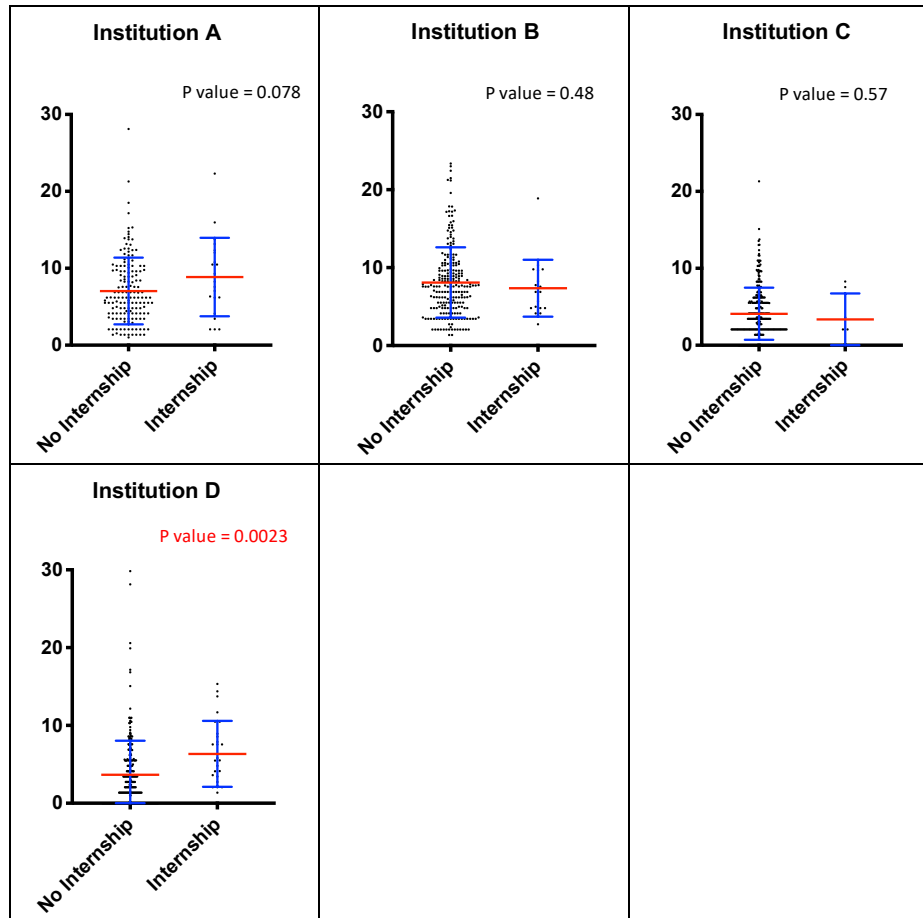 Institution A
P value = 0.078
30
20
10
0
No Internship
Internship
Institution B
P value = 0.48
30
20
10
0
No Internship
Internship
Institution C
P value = 0.57
30
20
10
0
No Internship
Internship
Institution D
P value = 0.0023
30
20
10
0
No Internship
Internship